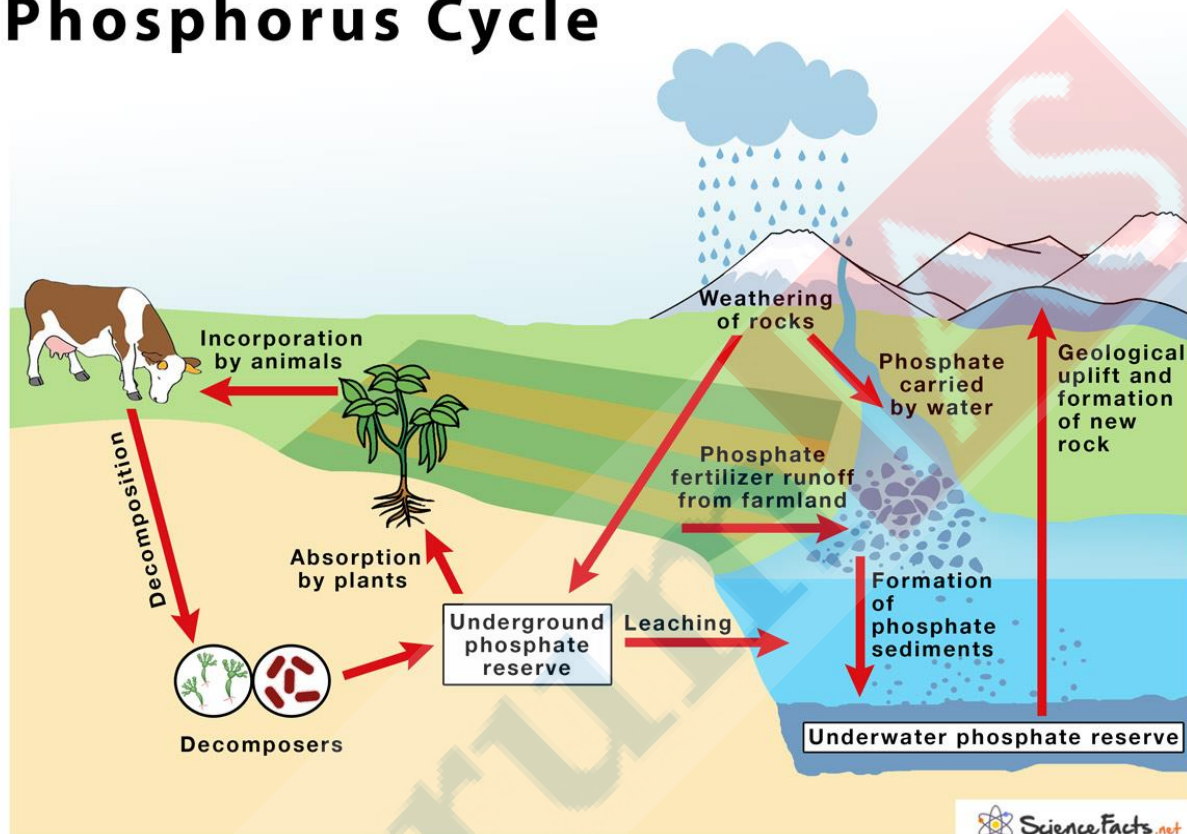 Phosphorus Cycle
Weathering
of rocks
Incorporation
by animals
Phosphate
carried
by water
Geological
uplift and
formation
of new
rock
Decomposition
Phosphate
fertilizer runoff
from farmland
Absorption
by plants
Formation
of
phosphate
sediments
Underground
phosphate
reserve
Leaching
Decomposers
Underwater phosphate reserve
ScienceFacts.net